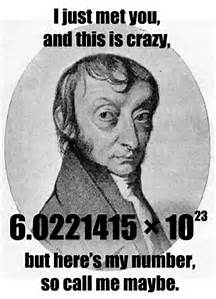 I just met you,
and this is crazy,
6.0221415 × 10²³
but here's my number,
so call me maybe.